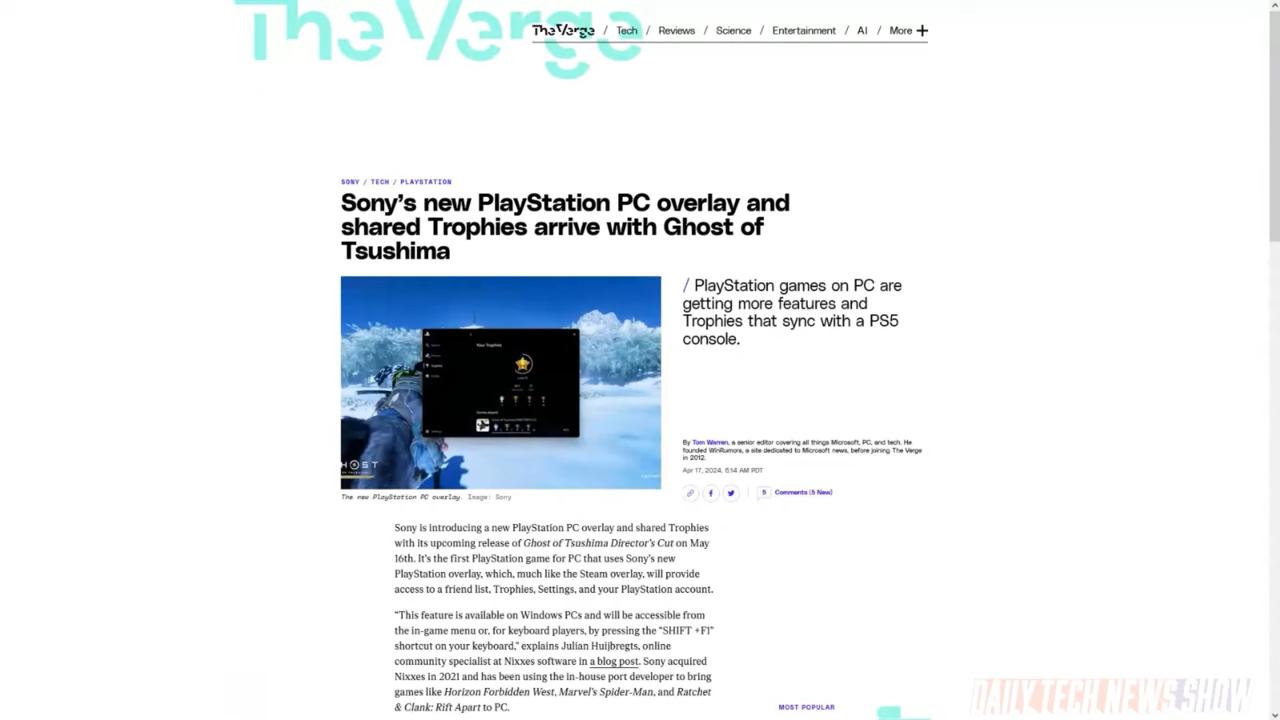 The Verge
The Verge / Tech / Reviews / Science / Entertainment / AI / More +
SONY / TECH / PLAYSTATION
Sony's new PlayStation PC overlay and
shared Trophies arrive with Ghost of
Tsushima
/ PlayStation games on PC are
getting more features and
Trophies that sync with a PS5
console.
Your Trophies
By Tom Warren, a senior editor covering all things Microsoft, PC, and tech. He
founded WinRumors, a site dedicated to Microsoft news, before joining The Verge
in 2012.
Apr 17, 2024, 6:14 AM PDT
5 Comments (5 New)
The new PlayStation PC overlay. Image: Sony
Sony is introducing a new PlayStation PC overlay and shared Trophies
with its upcoming release of Ghost of Tsushima Director's Cut on May
16th. It's the first PlayStation game for PC that uses Sony's new
PlayStation overlay, which, much like the Steam overlay, will provide
access to a friend list, Trophies, Settings, and your PlayStation account.
"This feature is available on Windows PCs and will be accessible from
the in-game menu or, for keyboard players, by pressing the "SHIFT +F1"
shortcut on your keyboard," explains Julian Huijbregts, online
community specialist at Nixxes software in a blog post. Sony acquired
Nixxes in 2021 and has been using the in-house port developer to bring
games like Horizon Forbidden West, Marvel's Spider-Man, and Ratchet
& Clank: Rift Apart to PC.
MOST POPULAR
DAILY TECH NEWS SHOW